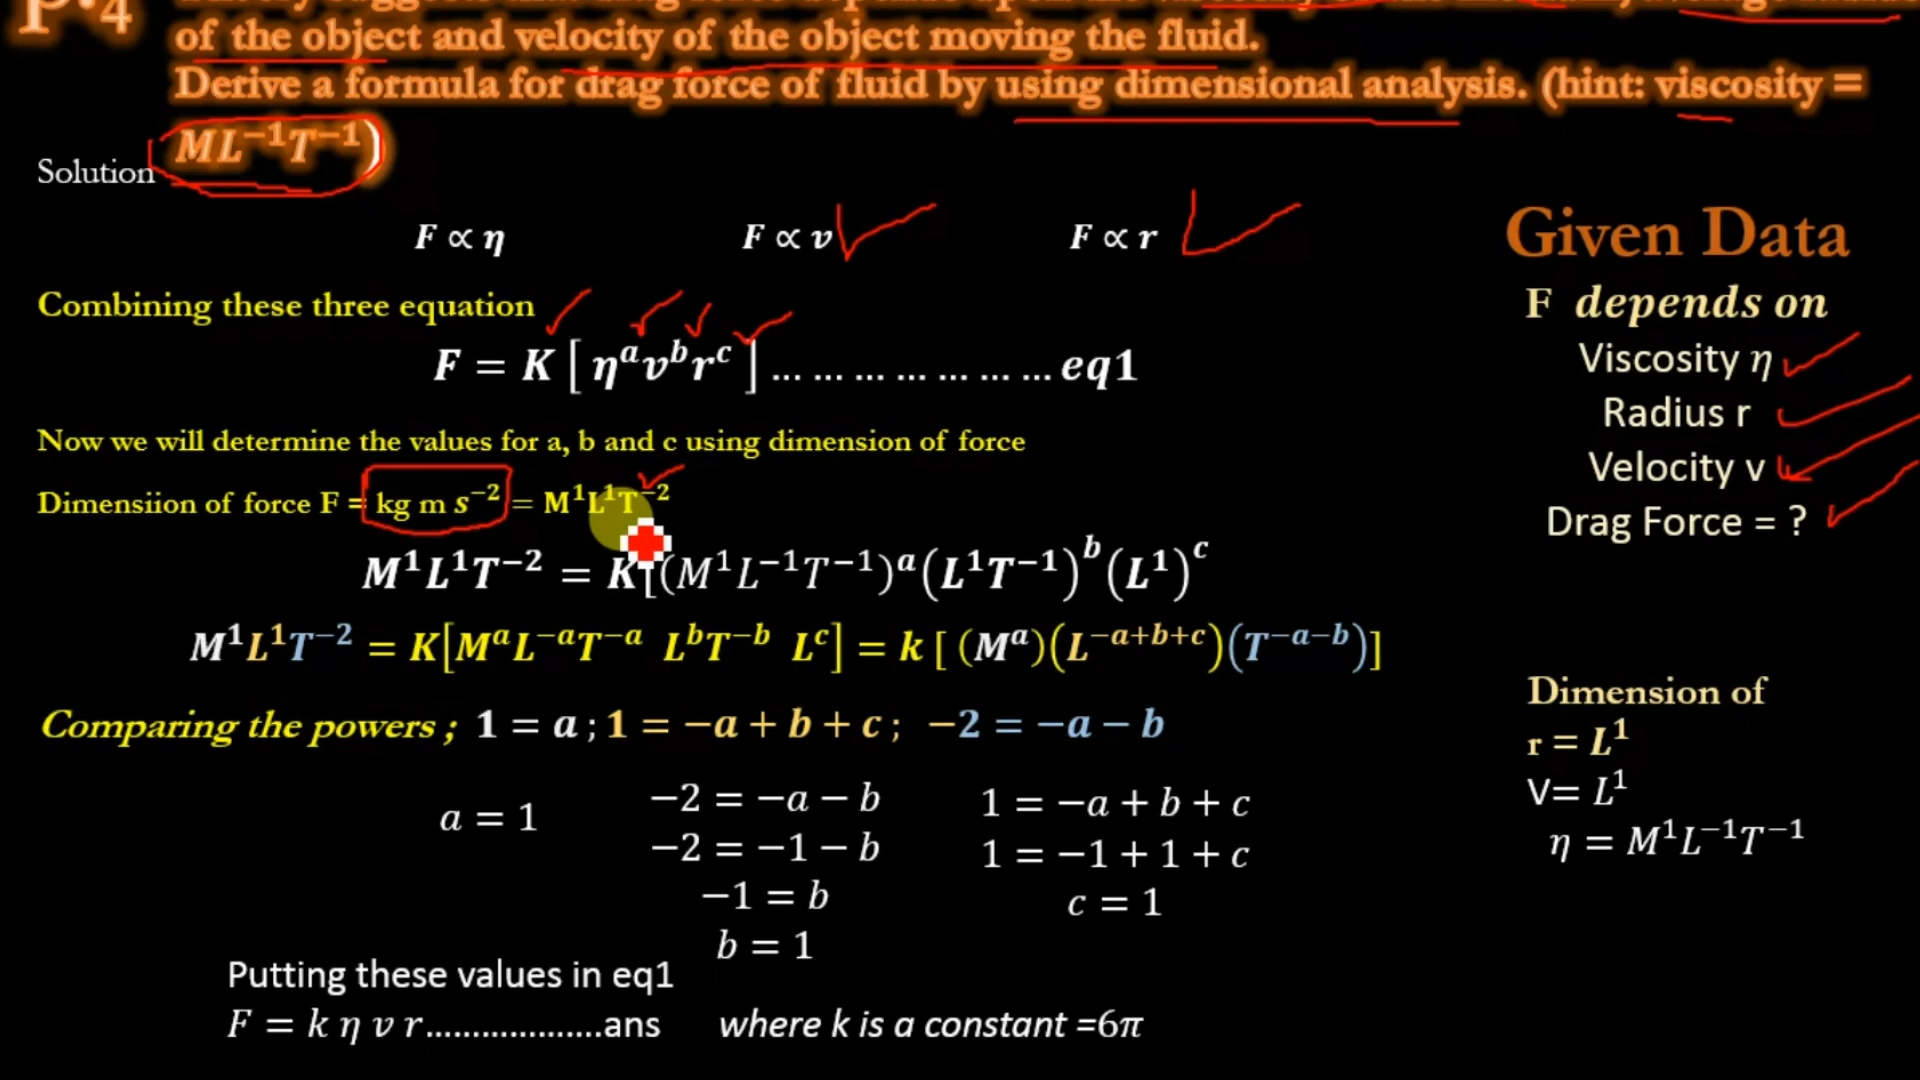 P.4
of the object and velocity of the object moving the fluid.
Derive a formula for drag force of fluid by using dimensional analysis. (hint: viscosity =
ML⁻¹T⁻¹)
Solution
F ∝ η F ∝ v F ∝ r
Combining these three equation
F = K [ ηᵃvᵇrᶜ ] ... ... ... ... ... ... ... eq1
Now we will determine the values for a, b and c using dimension of force
Dimensiion of force F = kg m s⁻² = M¹L¹T⁻²
M¹L¹T⁻² = K[(M¹L⁻¹T⁻¹)ᵃ(L¹T⁻¹)ᵇ(L¹)ᶜ
M¹L¹T⁻² = K[MᵃL⁻ᵃT⁻ᵃ LᵇT⁻ᵇ Lᶜ] = k [ (Mᵃ)(L⁻ᵃ⁺ᵇ⁺ᶜ)(T⁻ᵃ⁻ᵇ)]
Comparing the powers ; 1 = a ; 1 = −a + b + c ; −2 = −a − b
a = 1
−2 = −a − b
−2 = −1 − b
−1 = b
b = 1
1 = −a + b + c
1 = −1 + 1 + c
c = 1
Putting these values in eq1
F = k η v r...................ans where k is a constant =6π
Given Data
F depends on
Viscosity η
Radius r
Velocity v
Drag Force = ?
Dimension of
r = L¹
V= L¹
η = M¹L⁻¹T⁻¹